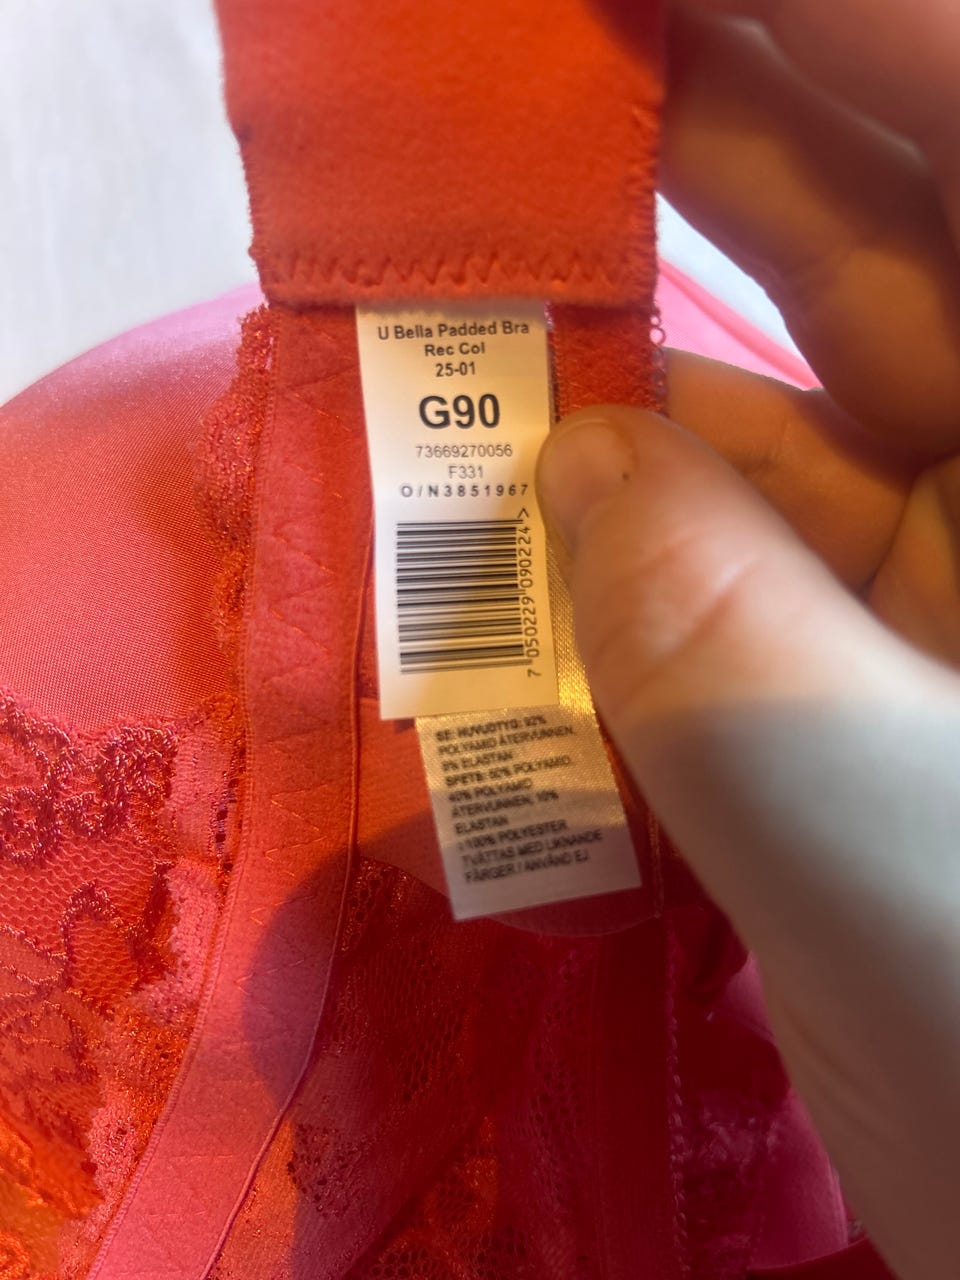 U Bella Padded Bra
Rec Col
25-01
G90
73669270056
F331
O/N3851967
7 050229 090224 >
SE: HUVUDTYG: 92%
POLYAMID ÅTERVUNNEN,
8% ELASTAN
SPETS: 50% POLYAMID,
40% POLYAMID
ÅTERVUNNEN, 10%
ELASTAN
100% POLYESTER
TVÄTTAS MED LIKNANDE
FÄRGER / ANVÄND EJ